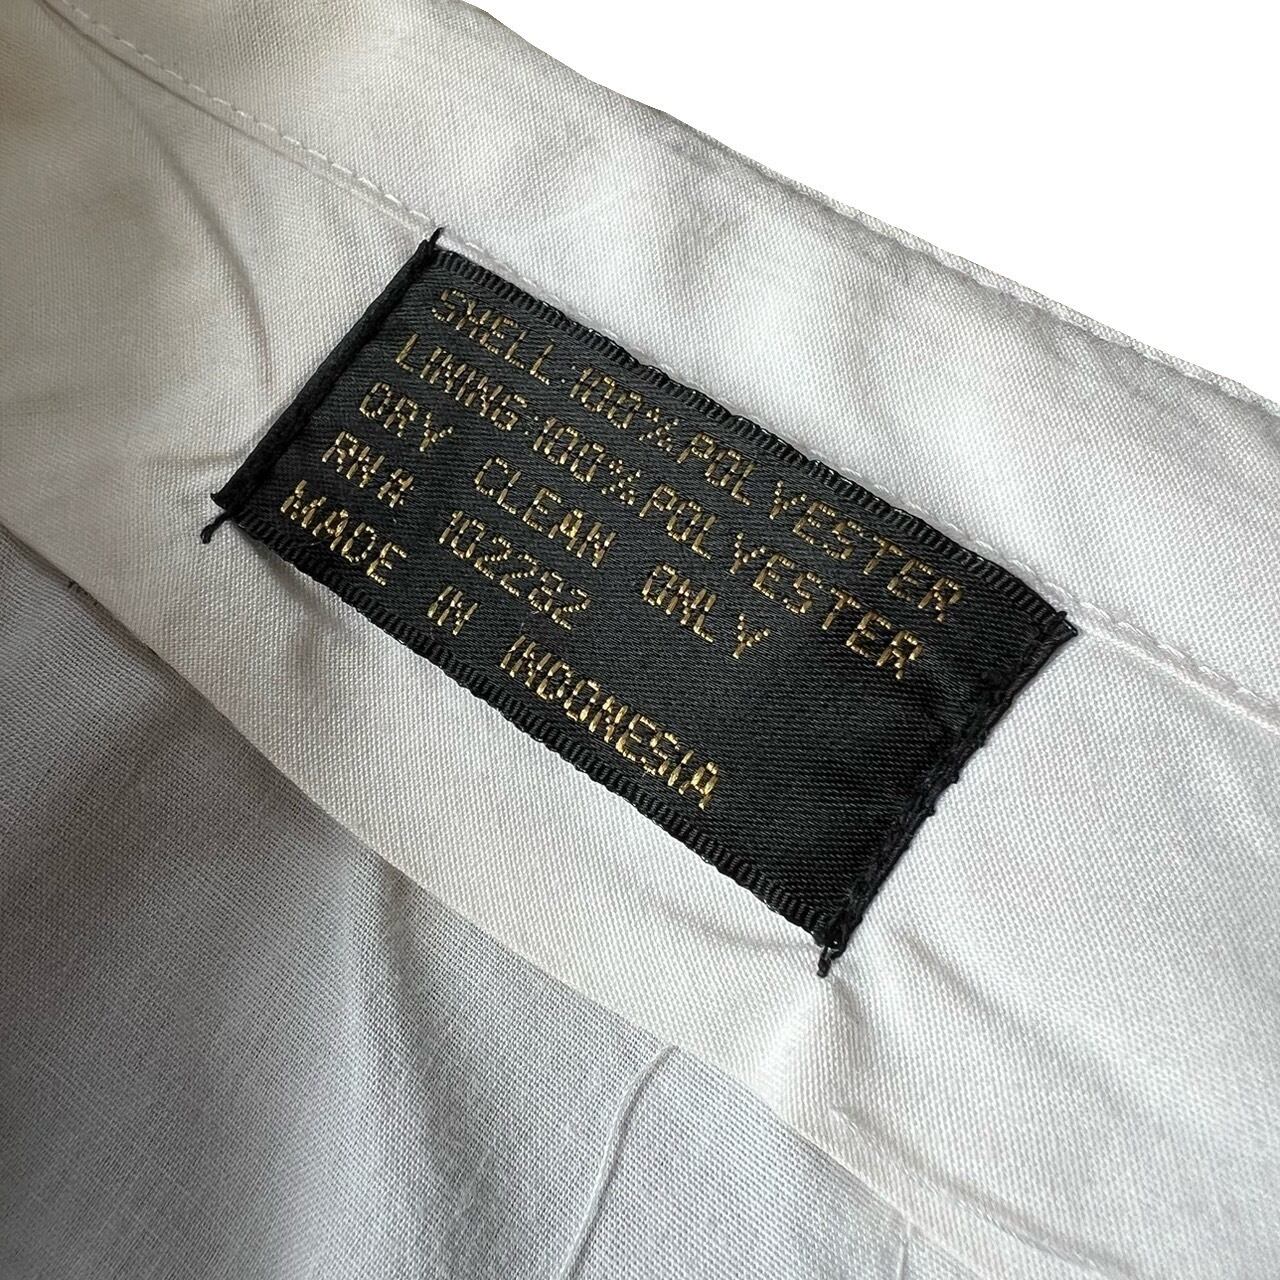 SHELL:100%POLYESTER
LINING:100%POLYESTER
DRY CLEAN ONLY
RN# 102282
MADE IN INDONESIA